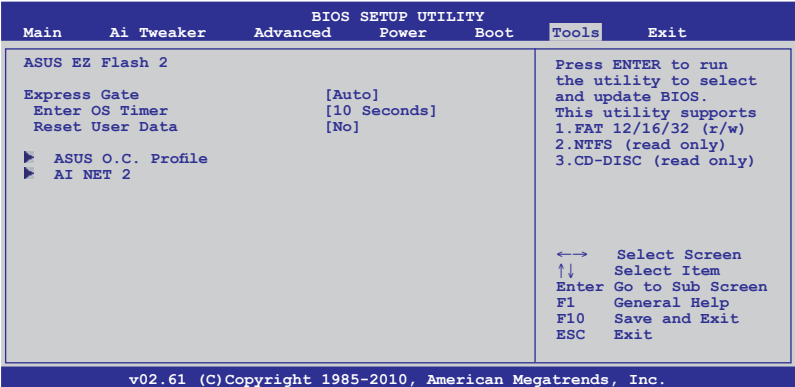 BIOS SETUP UTILITY
Main Ai Tweaker Advanced Power Boot Tools Exit
ASUS EZ Flash 2
Express Gate [Auto]
Enter OS Timer [10 Seconds]
Reset User Data [No]
ASUS O.C. Profile
AI NET 2
Press ENTER to run
the utility to select
and update BIOS.
This utility supports
1.FAT 12/16/32 (r/w)
2.NTFS (read only)
3.CD-DISC (read only)
←→ Select Screen
↑↓ Select Item
Enter Go to Sub Screen
F1 General Help
F10 Save and Exit
ESC Exit
v02.61 (C)Copyright 1985-2010, American Megatrends, Inc.